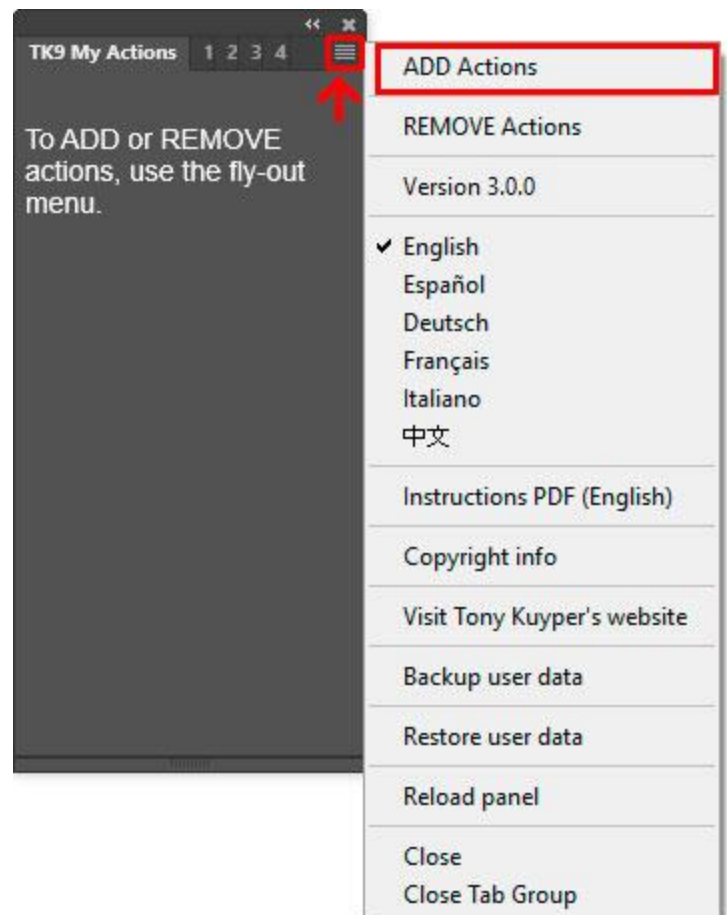 TK9 My Actions 1 2 3 4
To ADD or REMOVE
actions, use the fly-out
menu.
ADD Actions
REMOVE Actions
Version 3.0.0
English
Español
Deutsch
Français
Italiano
中文
Instructions PDF (English)
Copyright info
Visit Tony Kuyper's website
Backup user data
Restore user data
Reload panel
Close
Close Tab Group